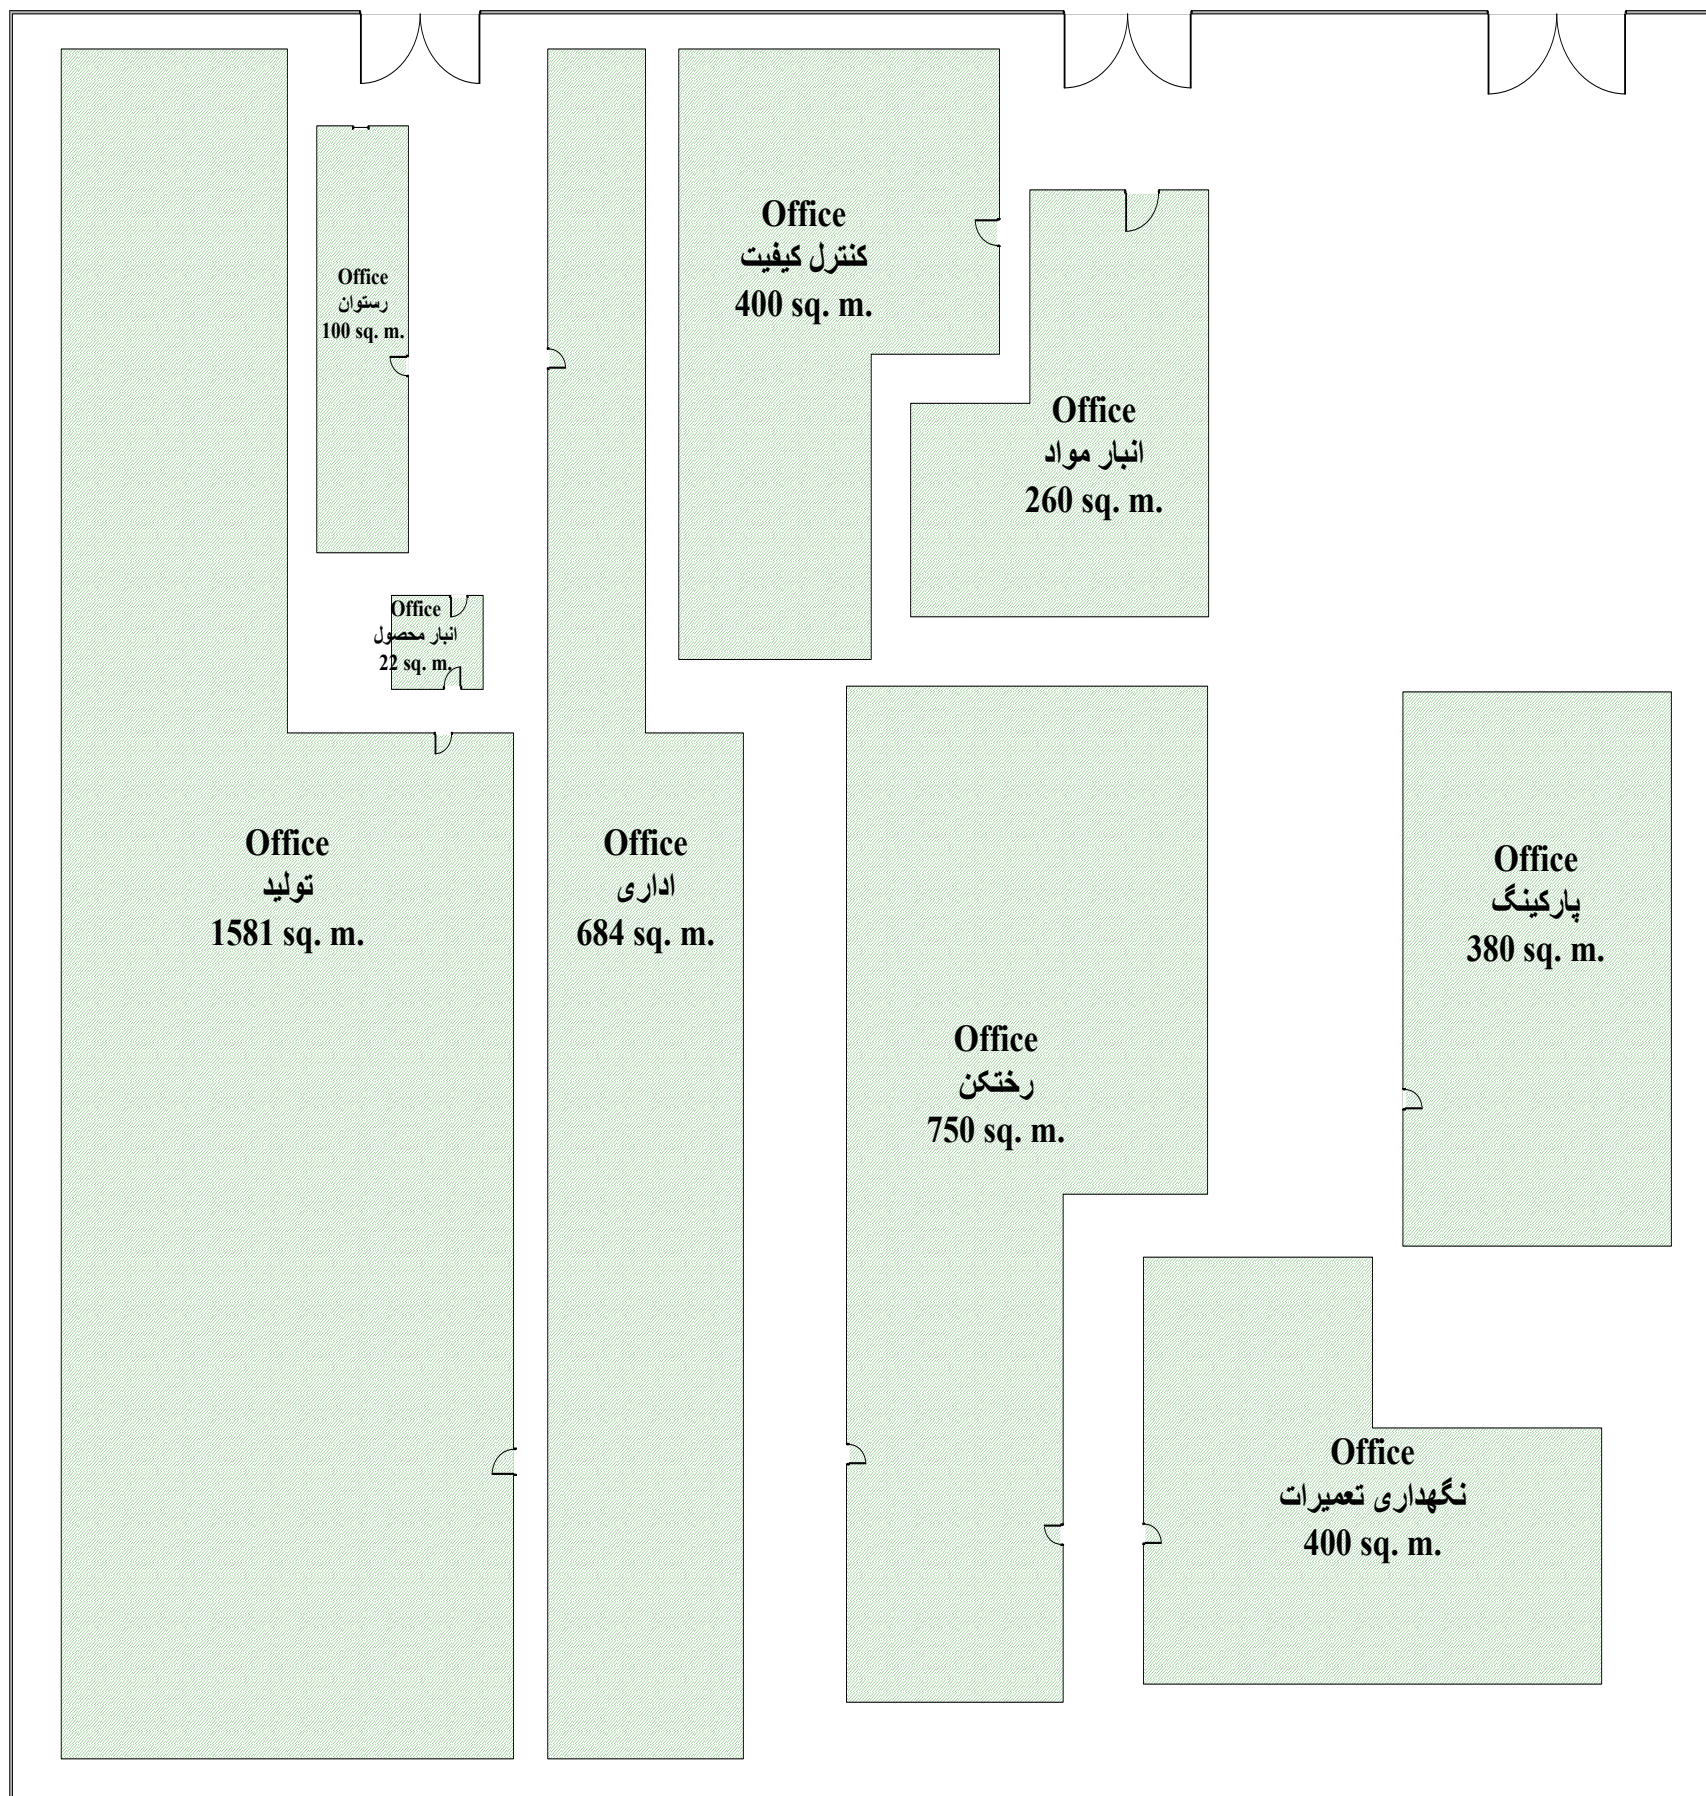 Office
کنترل کیفیت
400 sq. m.
Office
رستوان
100 sq. m.
Office
انبار مواد
260 sq. m.
Office
انبار محصول
22 sq. m.
Office
تولید
1581 sq. m.
Office
اداری
684 sq. m.
Office
پارکینگ
380 sq. m.
Office
رختکن
750 sq. m.
Office
نگهداری تعمیرات
400 sq. m.